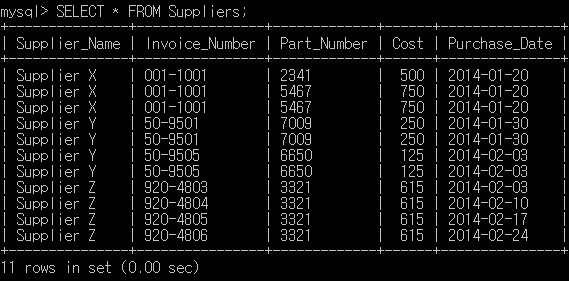 mysql> SELECT * FROM Suppliers;
+---------------+----------------+-------------+------+---------------+
| Supplier_Name | Invoice_Number | Part_Number | Cost | Purchase_Date |
+---------------+----------------+-------------+------+---------------+
| Supplier X | 001-1001 | 2341 | 500 | 2014-01-20 |
| Supplier X | 001-1001 | 5467 | 750 | 2014-01-20 |
| Supplier X | 001-1001 | 5467 | 750 | 2014-01-20 |
| Supplier Y | 50-9501 | 7009 | 250 | 2014-01-30 |
| Supplier Y | 50-9501 | 7009 | 250 | 2014-01-30 |
| Supplier Y | 50-9505 | 6650 | 125 | 2014-02-03 |
| Supplier Y | 50-9505 | 6650 | 125 | 2014-02-03 |
| Supplier Z | 920-4803 | 3321 | 615 | 2014-02-03 |
| Supplier Z | 920-4804 | 3321 | 615 | 2014-02-10 |
| Supplier Z | 920-4805 | 3321 | 615 | 2014-02-17 |
| Supplier Z | 920-4806 | 3321 | 615 | 2014-02-24 |
+---------------+----------------+-------------+------+---------------+
11 rows in set (0.00 sec)